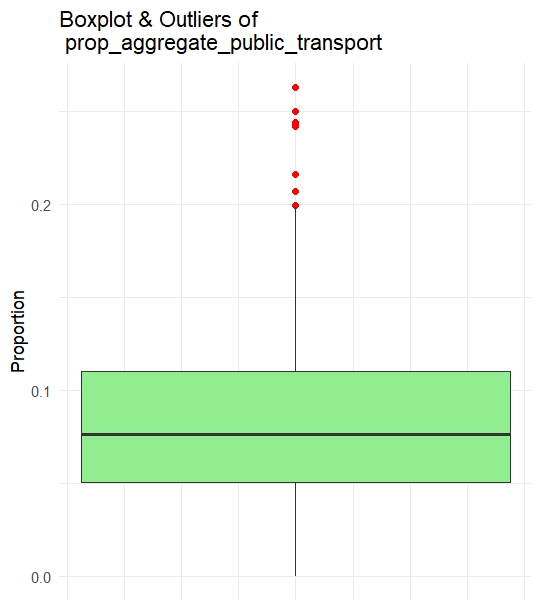 Boxplot & Outliers of
prop_aggregate_public_transport
0.2
Proportion
0.1
0.0